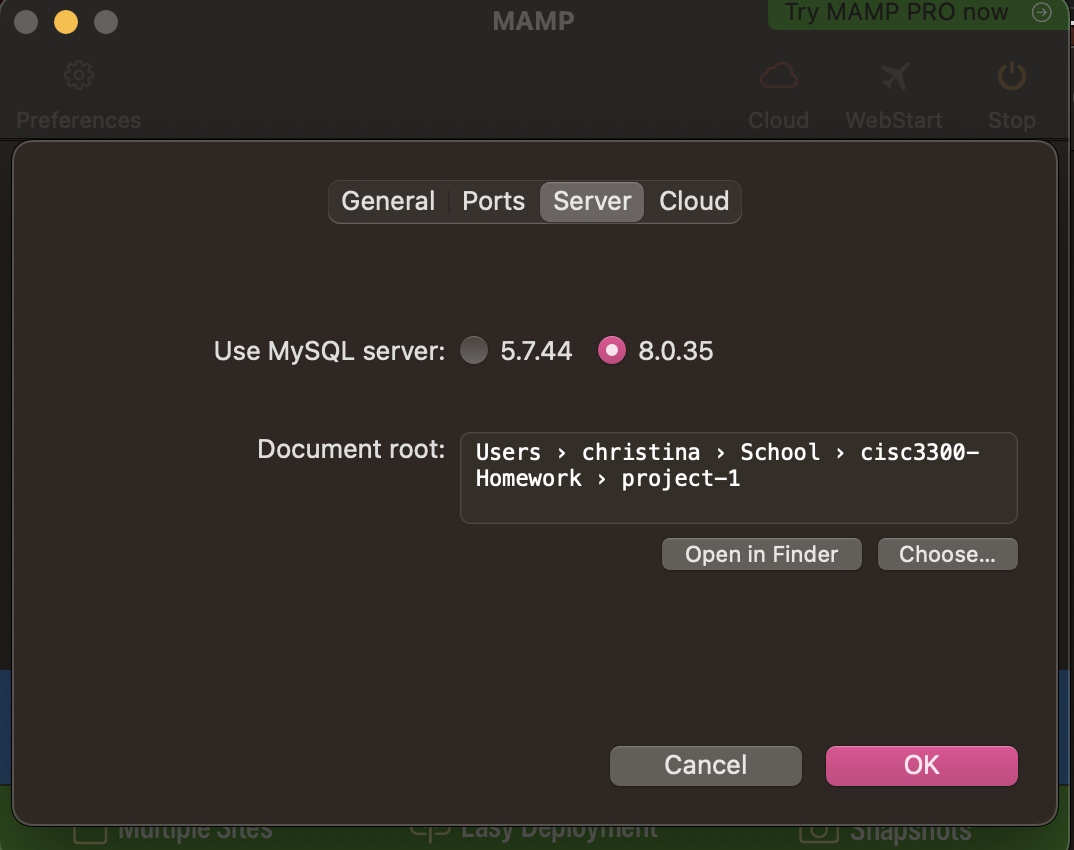 MAMP
Try MAMP PRO now
Preferences
Cloud
WebStart
Stop
General
Ports
Server
Cloud
Use MySQL server:
5.7.44
8.0.35
Document root:
Users › christina › School › cisc3300-
Homework › project-1
Open in Finder
Choose...
Cancel
OK
Multiple Sites
Easy Deployment
Snapshots